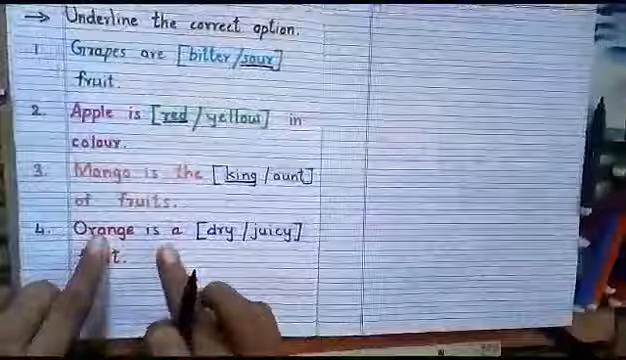 → Underline the correct option.
1. Grapes are [bitter/sour]
fruit.
2. Apple is [red/yellow] in
colour.
3. Mango is the [king/aunt]
of fruits.
4. Orange is a [dry/juicy]